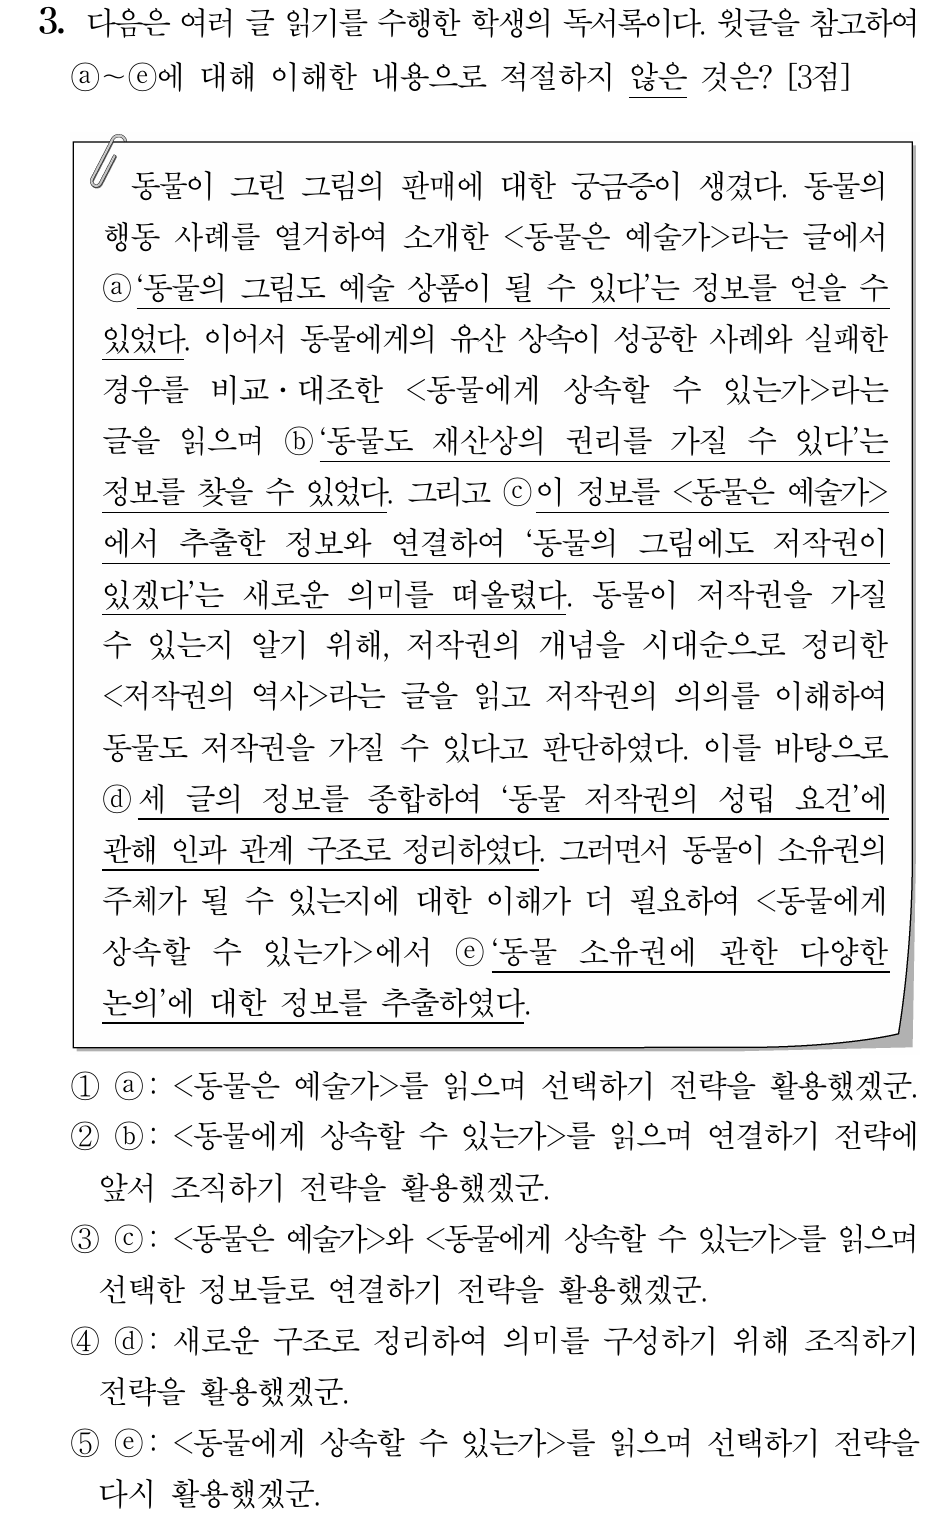 3. 다음은 여러 글 읽기를 수행한 학생의 독서록이다. 윗글을 참고하여
ⓐ~ⓔ에 대해 이해한 내용으로 적절하지 않은 것은? [3점]
동물이 그린 그림의 판매에 대한 궁금증이 생겼다. 동물의
행동 사례를 열거하여 소개한 <동물은 예술가>라는 글에서
ⓐ‘동물의 그림도 예술 상품이 될 수 있다’는 정보를 얻을 수
있었다. 이어서 동물에게의 유산 상속이 성공한 사례와 실패한
경우를 비교·대조한 <동물에게 상속할 수 있는가>라는
글을 읽으며 ⓑ‘동물도 재산상의 권리를 가질 수 있다’는
정보를 찾을 수 있었다. 그리고 ⓒ이 정보를 <동물은 예술가>
에서 추출한 정보와 연결하여 ‘동물의 그림에도 저작권이
있겠다’는 새로운 의미를 떠올렸다. 동물이 저작권을 가질
수 있는지 알기 위해, 저작권의 개념을 시대순으로 정리한
<저작권의 역사>라는 글을 읽고 저작권의 의의를 이해하여
동물도 저작권을 가질 수 있다고 판단하였다. 이를 바탕으로
ⓓ세 글의 정보를 종합하여 ‘동물 저작권의 성립 요건’에
관해 인과 관계 구조로 정리하였다. 그러면서 동물이 소유권의
주체가 될 수 있는지에 대한 이해가 더 필요하여 <동물에게
상속할 수 있는가>에서 ⓔ‘동물 소유권에 관한 다양한
논의’에 대한 정보를 추출하였다.
① ⓐ: <동물은 예술가>를 읽으며 선택하기 전략을 활용했겠군.
② ⓑ: <동물에게 상속할 수 있는가>를 읽으며 연결하기 전략에
앞서 조직하기 전략을 활용했겠군.
③ ⓒ: <동물은 예술가>와 <동물에게 상속할 수 있는가>를 읽으며
선택한 정보들로 연결하기 전략을 활용했겠군.
④ ⓓ: 새로운 구조로 정리하여 의미를 구성하기 위해 조직하기
전략을 활용했겠군.
⑤ ⓔ: <동물에게 상속할 수 있는가>를 읽으며 선택하기 전략을
다시 활용했겠군.